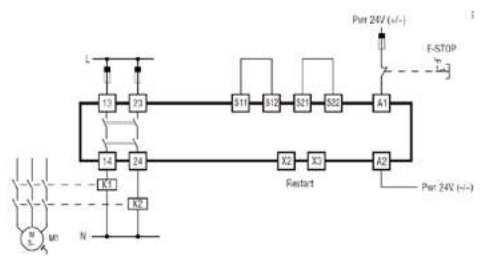 Pwr 24V (+/–)
E-STOP
L
13 23 S11 S12 S21 S22 A1
14 24 X2 X3 A2
K1 Restart
Pwr 24V (+/–)
K2
M
3~ M1 N